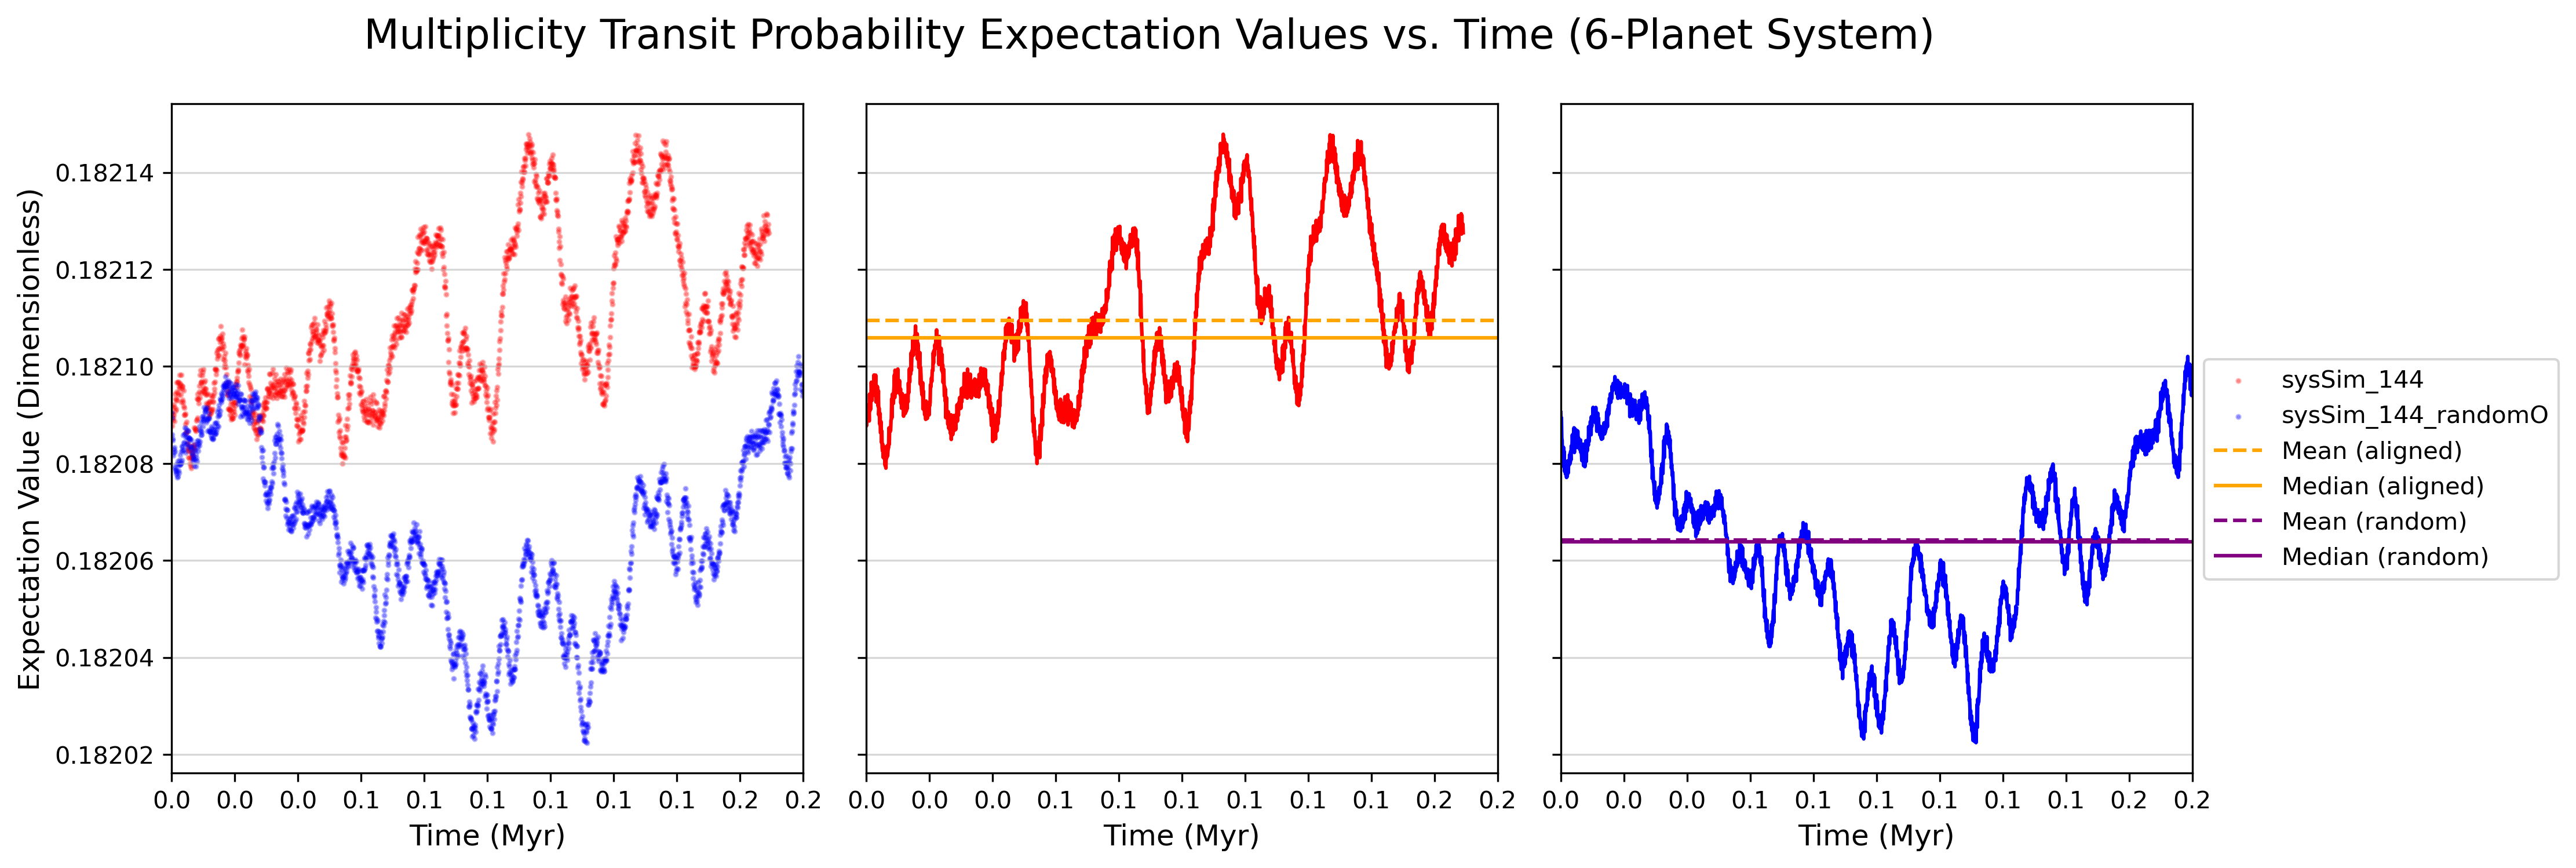 Multiplicity Transit Probability Expectation Values vs. Time (6-Planet System)
Expectation Value (Dimensionless)
0.18214
0.18212
0.18210
0.18208
0.18206
0.18204
0.18202
0.0 0.0 0.0 0.1 0.1 0.1 0.1 0.1 0.1 0.2 0.2
Time (Myr)
0.0 0.0 0.0 0.1 0.1 0.1 0.1 0.1 0.1 0.2 0.2
Time (Myr)
0.0 0.0 0.0 0.1 0.1 0.1 0.1 0.1 0.1 0.2 0.2
Time (Myr)
sysSim_144
sysSim_144_randomO
Mean (aligned)
Median (aligned)
Mean (random)
Median (random)